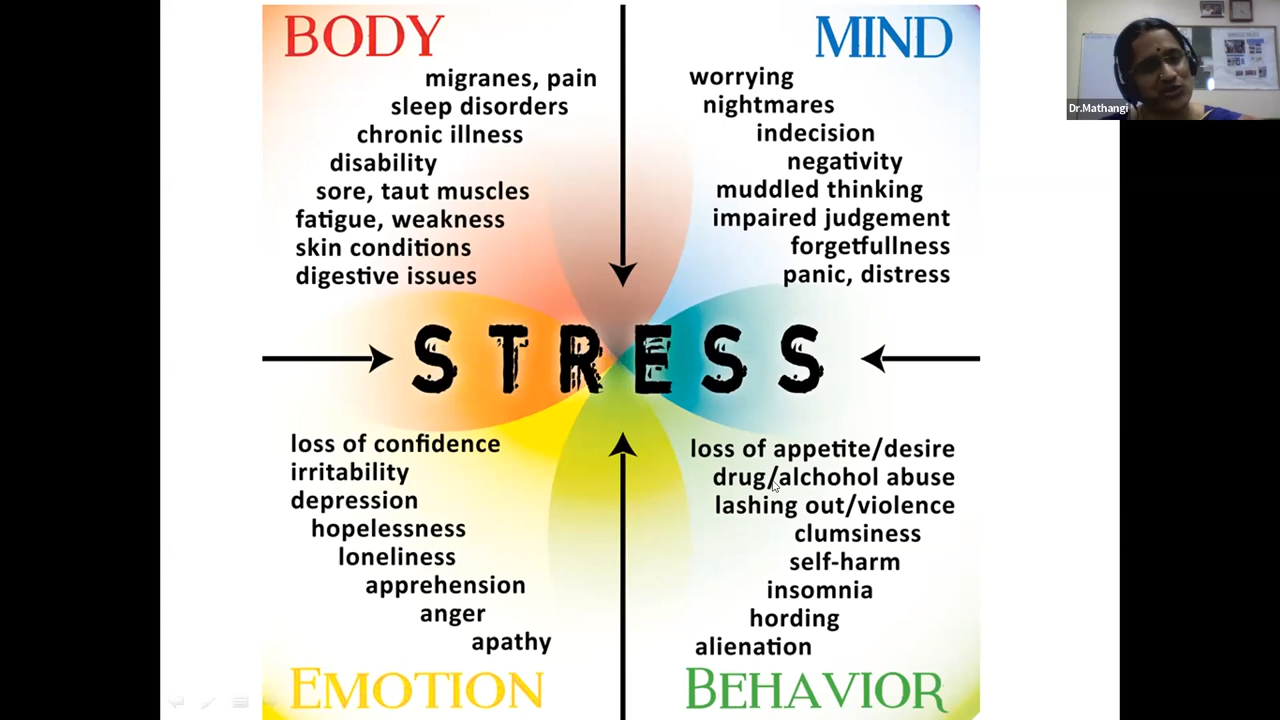 BODY
migranes, pain
sleep disorders
chronic illness
disability
sore, taut muscles
fatigue, weakness
skin conditions
digestive issues
MIND
worrying
nightmares
indecision
negativity
muddled thinking
impaired judgement
forgetfullness
panic, distress
Dr.Mathangi
STRESS
loss of confidence
irritability
depression
hopelessness
loneliness
apprehension
anger
apathy
EMOTION
loss of appetite/desire
drug/alchohol abuse
lashing out/violence
clumsiness
self-harm
insomnia
hording
alienation
BEHAVIOR